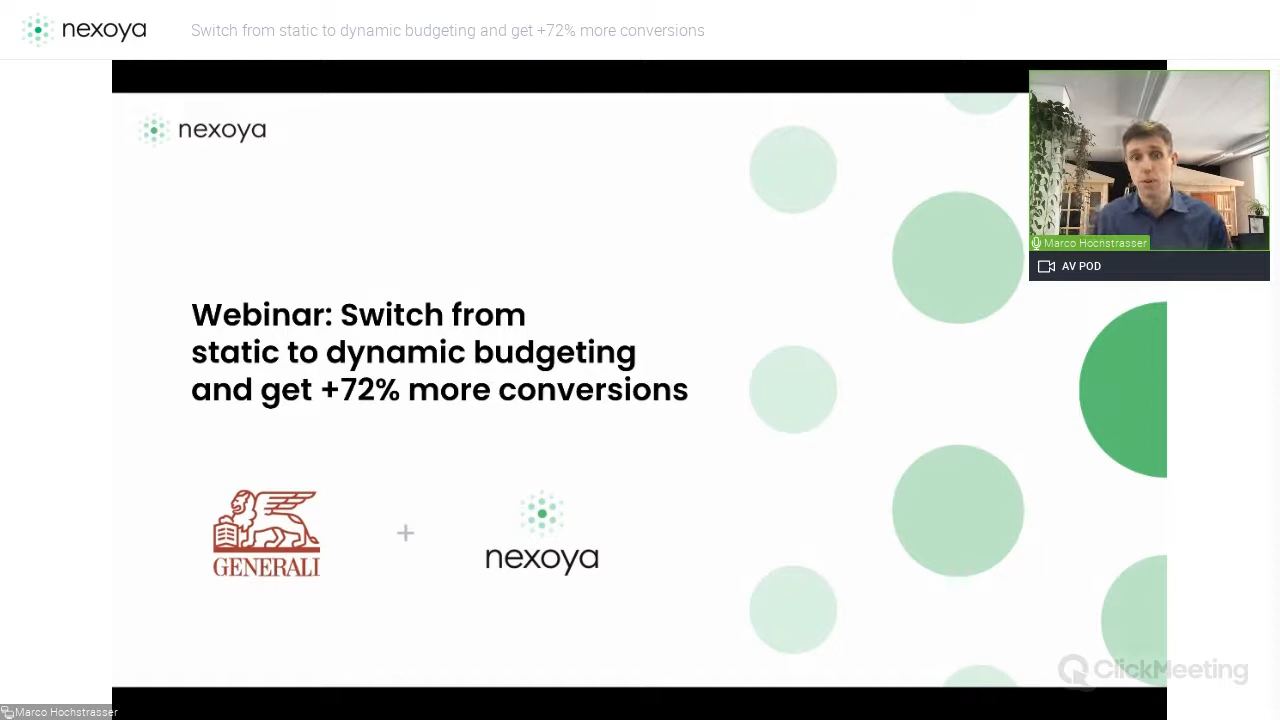 nexoya
Switch from static to dynamic budgeting and get +72% more conversions
nexoya
Marco Hochstrasser
AV POD
Webinar: Switch from
static to dynamic budgeting
and get +72% more conversions
GENERALI
+
nexoya
ClickMeeting
Marco Hochstrasser